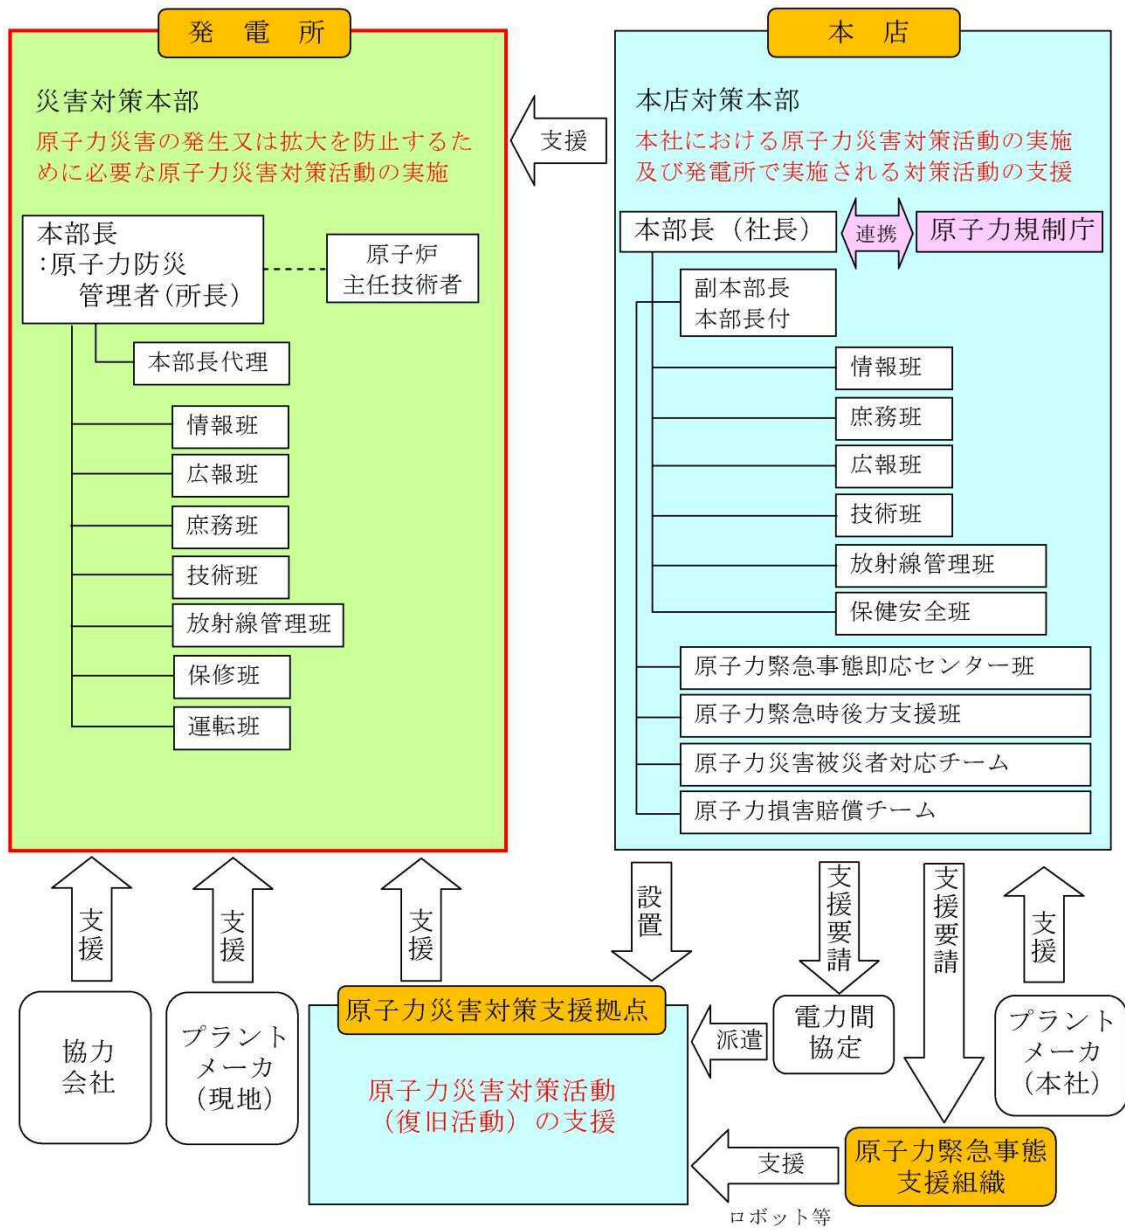 発電所
災害対策本部
原子力災害の発生又は拡大を防止するた
めに必要な原子力災害対策活動の実施
本部長
:原子力防災
管理者(所長)
原子炉
主任技術者
本部長代理
情報班
広報班
庶務班
技術班
放射線管理班
保修班
運転班
支援
本店
本店対策本部
本社における原子力災害対策活動の実施
及び発電所で実施される対策活動の支援
本部長（社長）
連携
原子力規制庁
副本部長
本部長付
情報班
庶務班
広報班
技術班
放射線管理班
保健安全班
原子力緊急事態即応センター班
原子力緊急時後方支援班
原子力災害被災者対応チーム
原子力損害賠償チーム
支援
支援
支援
設置
支援要請
支援要請
支援
協力
会社
プラント
メーカ
(現地)
原子力災害対策支援拠点
原子力災害対策活動
（復旧活動）の支援
派遣
電力間
協定
プラント
メーカ
(本社)
支援
ロボット等
原子力緊急事態
支援組織